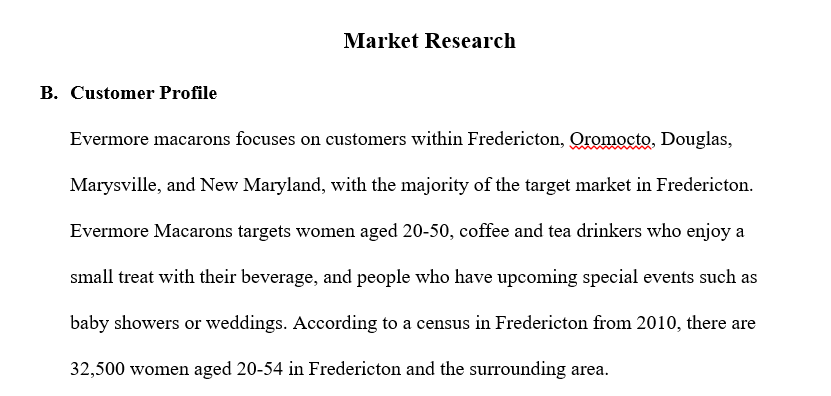 Market Research
B. Customer Profile
Evermore macarons focuses on customers within Fredericton, Oromocto, Douglas,
Marysville, and New Maryland, with the majority of the target market in Fredericton.
Evermore Macarons targets women aged 20-50, coffee and tea drinkers who enjoy a
small treat with their beverage, and people who have upcoming special events such as
baby showers or weddings. According to a census in Fredericton from 2010, there are
32,500 women aged 20-54 in Fredericton and the surrounding area.